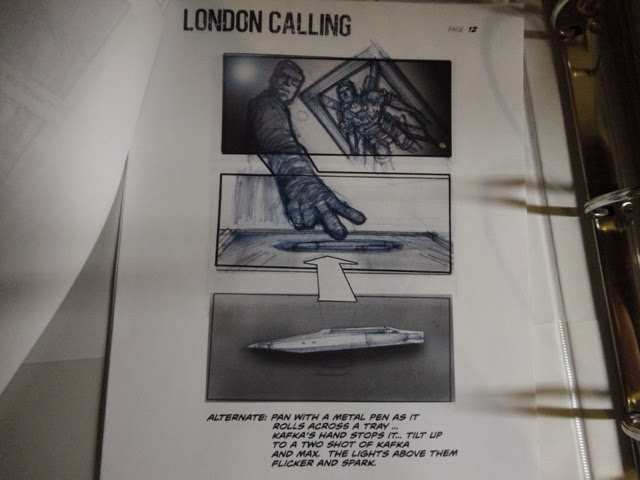 LONDON CALLING
PAGE 12
ALTERNATE: PAN WITH A METAL PEN AS IT
ROLLS ACROSS A TRAY ...
KAFKA'S HAND STOPS IT... TILT UP
TO A TWO SHOT OF KAFKA
AND MAX. THE LIGHTS ABOVE THEM
FLICKER AND SPARK.